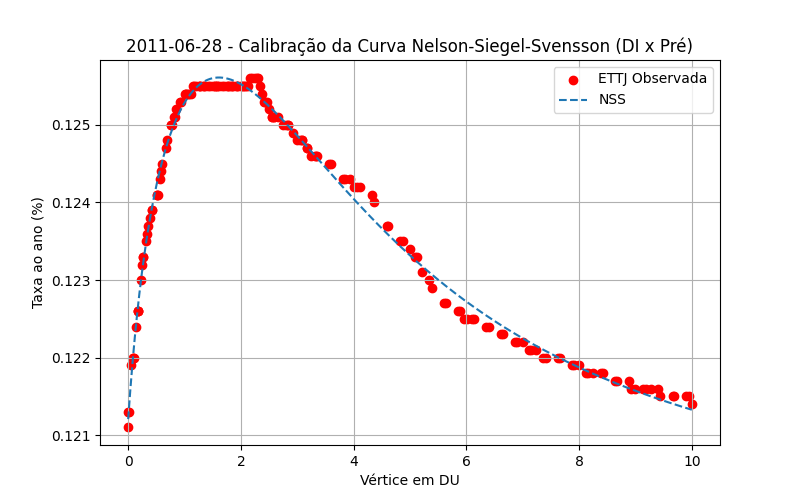 2011-06-28 - Calibração da Curva Nelson-Siegel-Svensson (DI x Pré)
ETTJ Observada
NSS
Taxa ao ano (%)
0.125
0.124
0.123
0.122
0.121
0
2
4
6
8
10
Vértice em DU